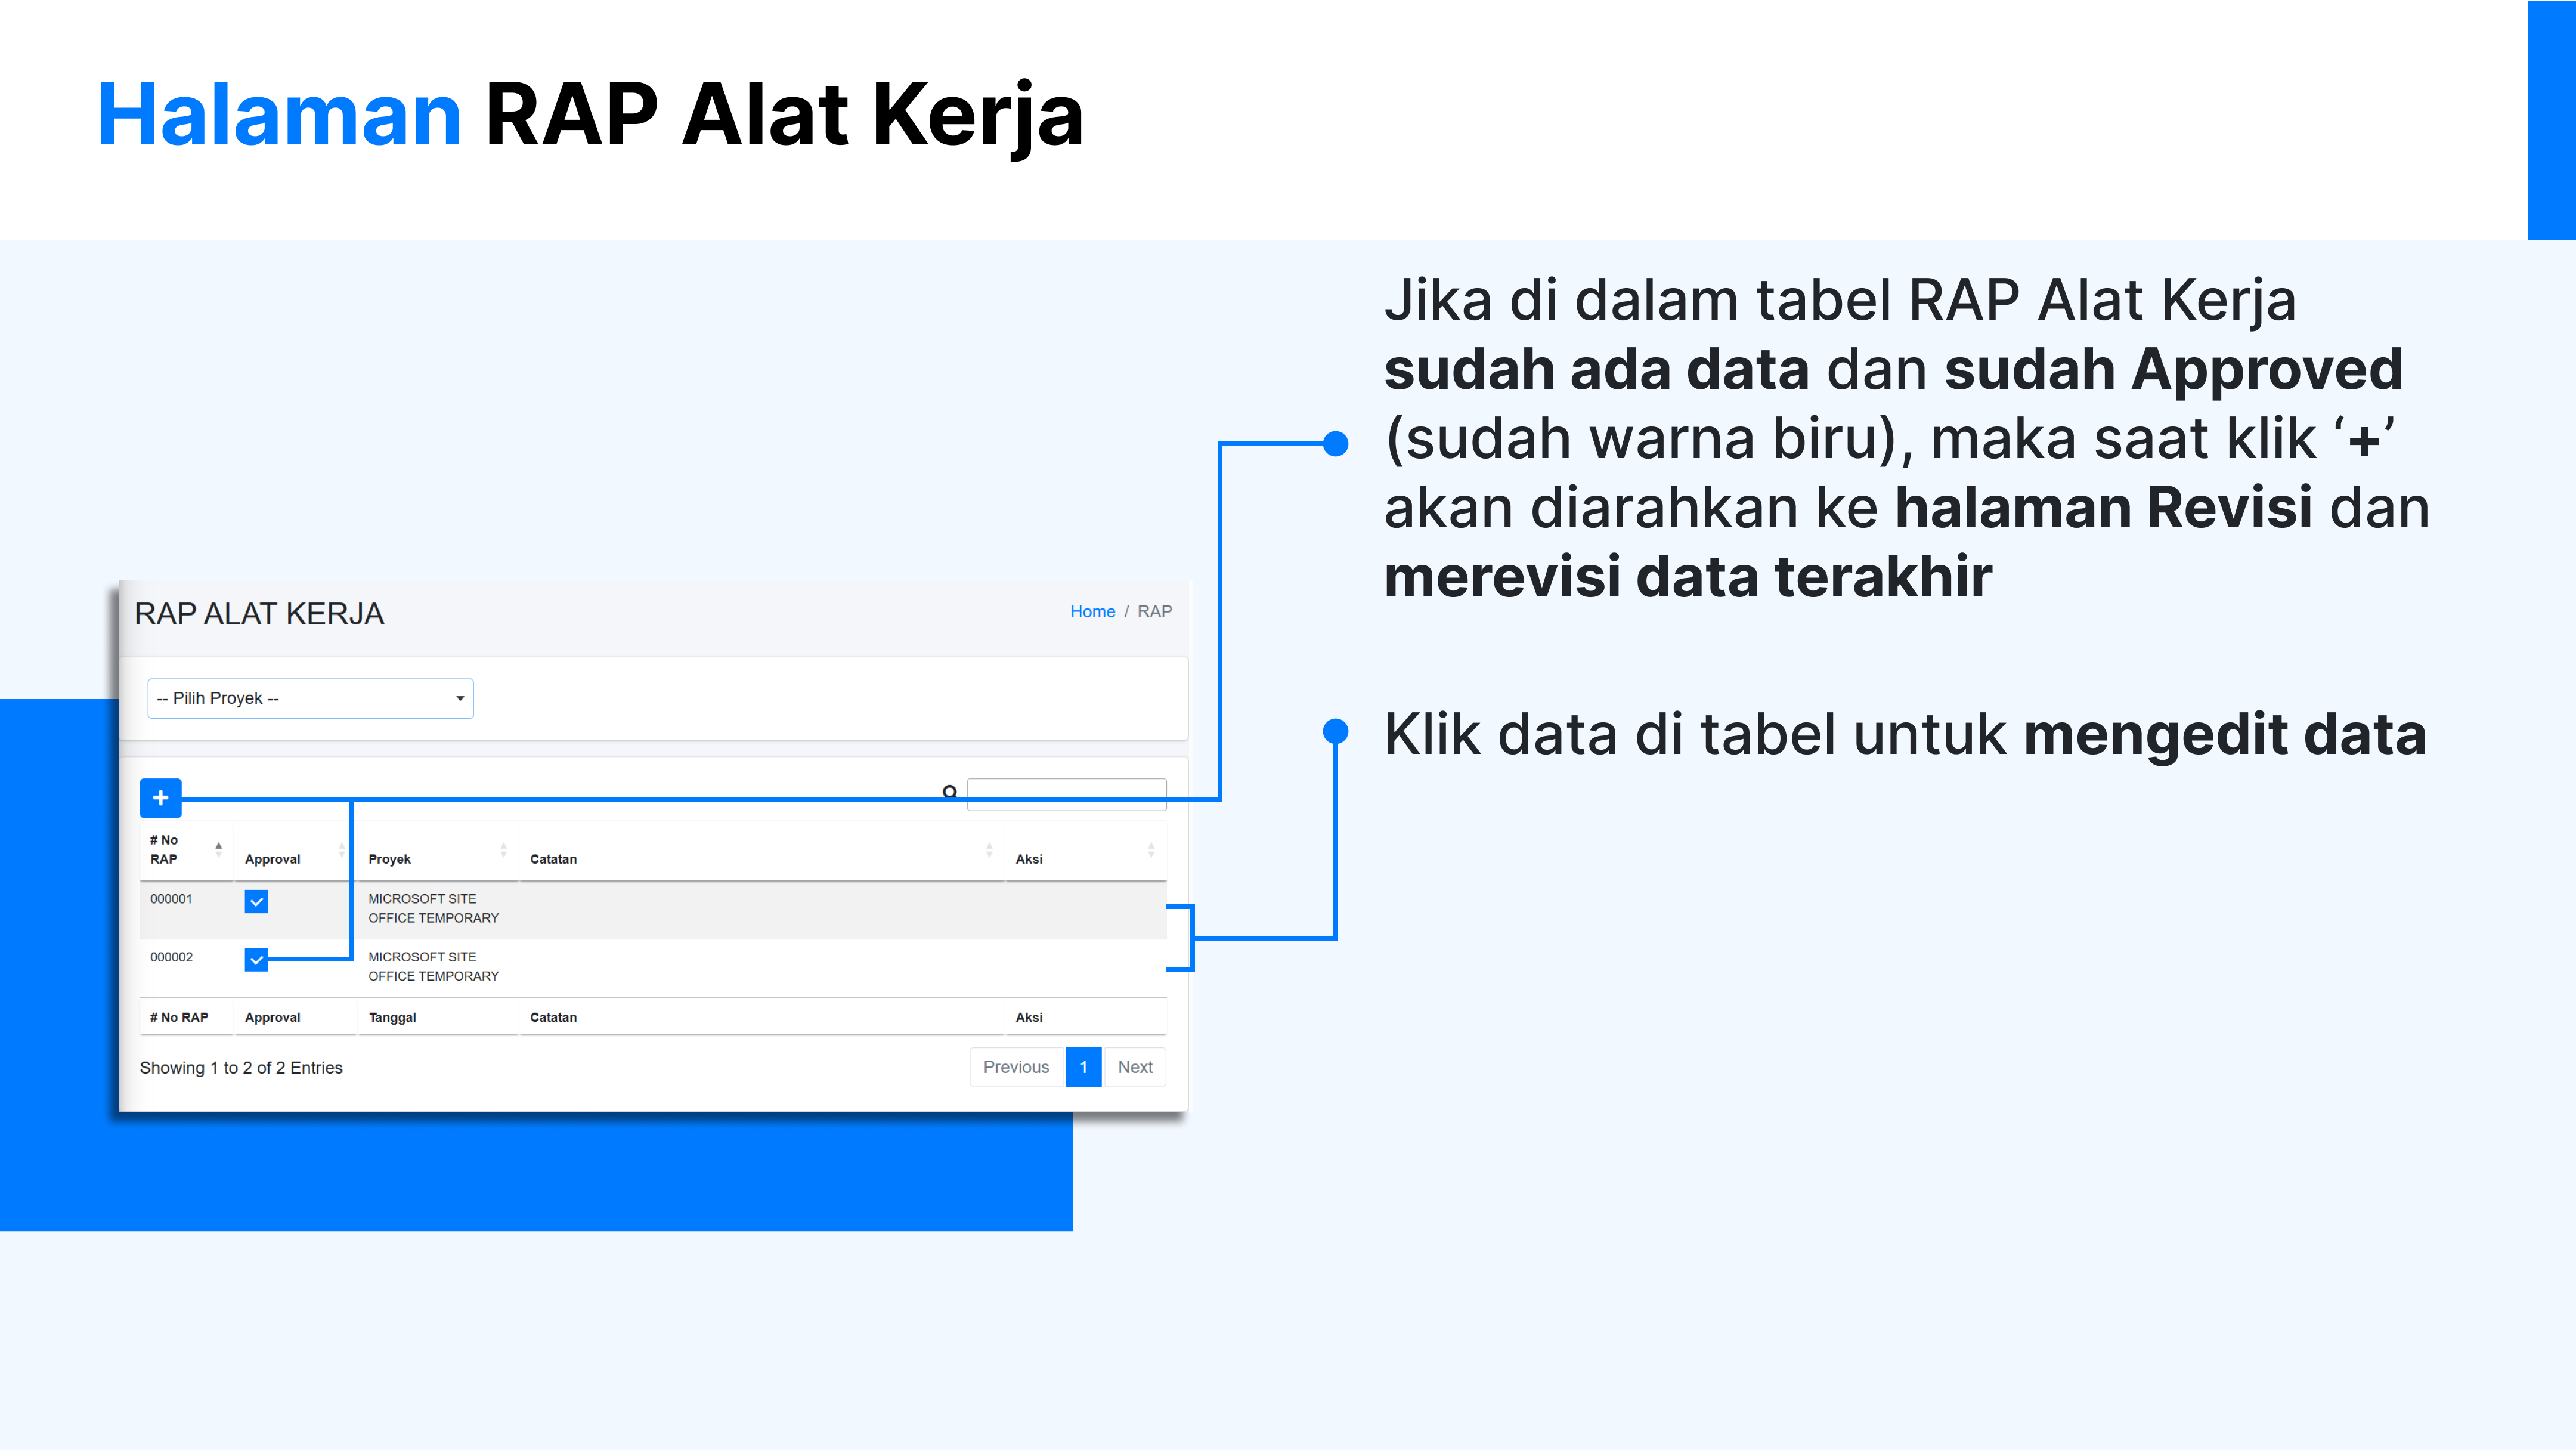 Halaman RAP Alat Kerja
Jika di dalam tabel RAP Alat Kerja
sudah ada data dan sudah Approved
(sudah warna biru), maka saat klik ‘+’
akan diarahkan ke halaman Revisi dan
merevisi data terakhir
Klik data di tabel untuk mengedit data
RAP ALAT KERJA
Home / RAP
-- Pilih Proyek --
+
# No
RAP Approval Proyek Catatan Aksi
000001 MICROSOFT SITE
OFFICE TEMPORARY
000002 MICROSOFT SITE
OFFICE TEMPORARY
# No RAP Approval Tanggal Catatan Aksi
Showing 1 to 2 of 2 Entries
Previous 1 Next